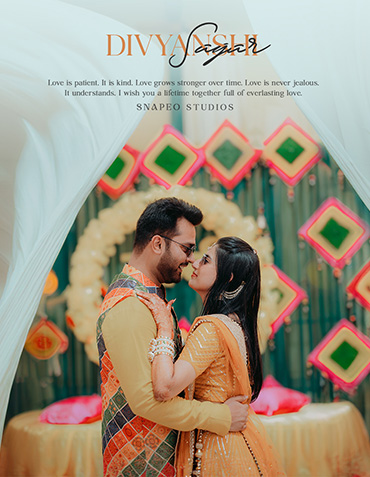 DIVYANSHI
Sagar
Love is patient. It is kind. Love grows stronger over time. Love is never jealous.
It understands. I wish you a lifetime together full of everlasting love.
SNAPEO STUDIOS